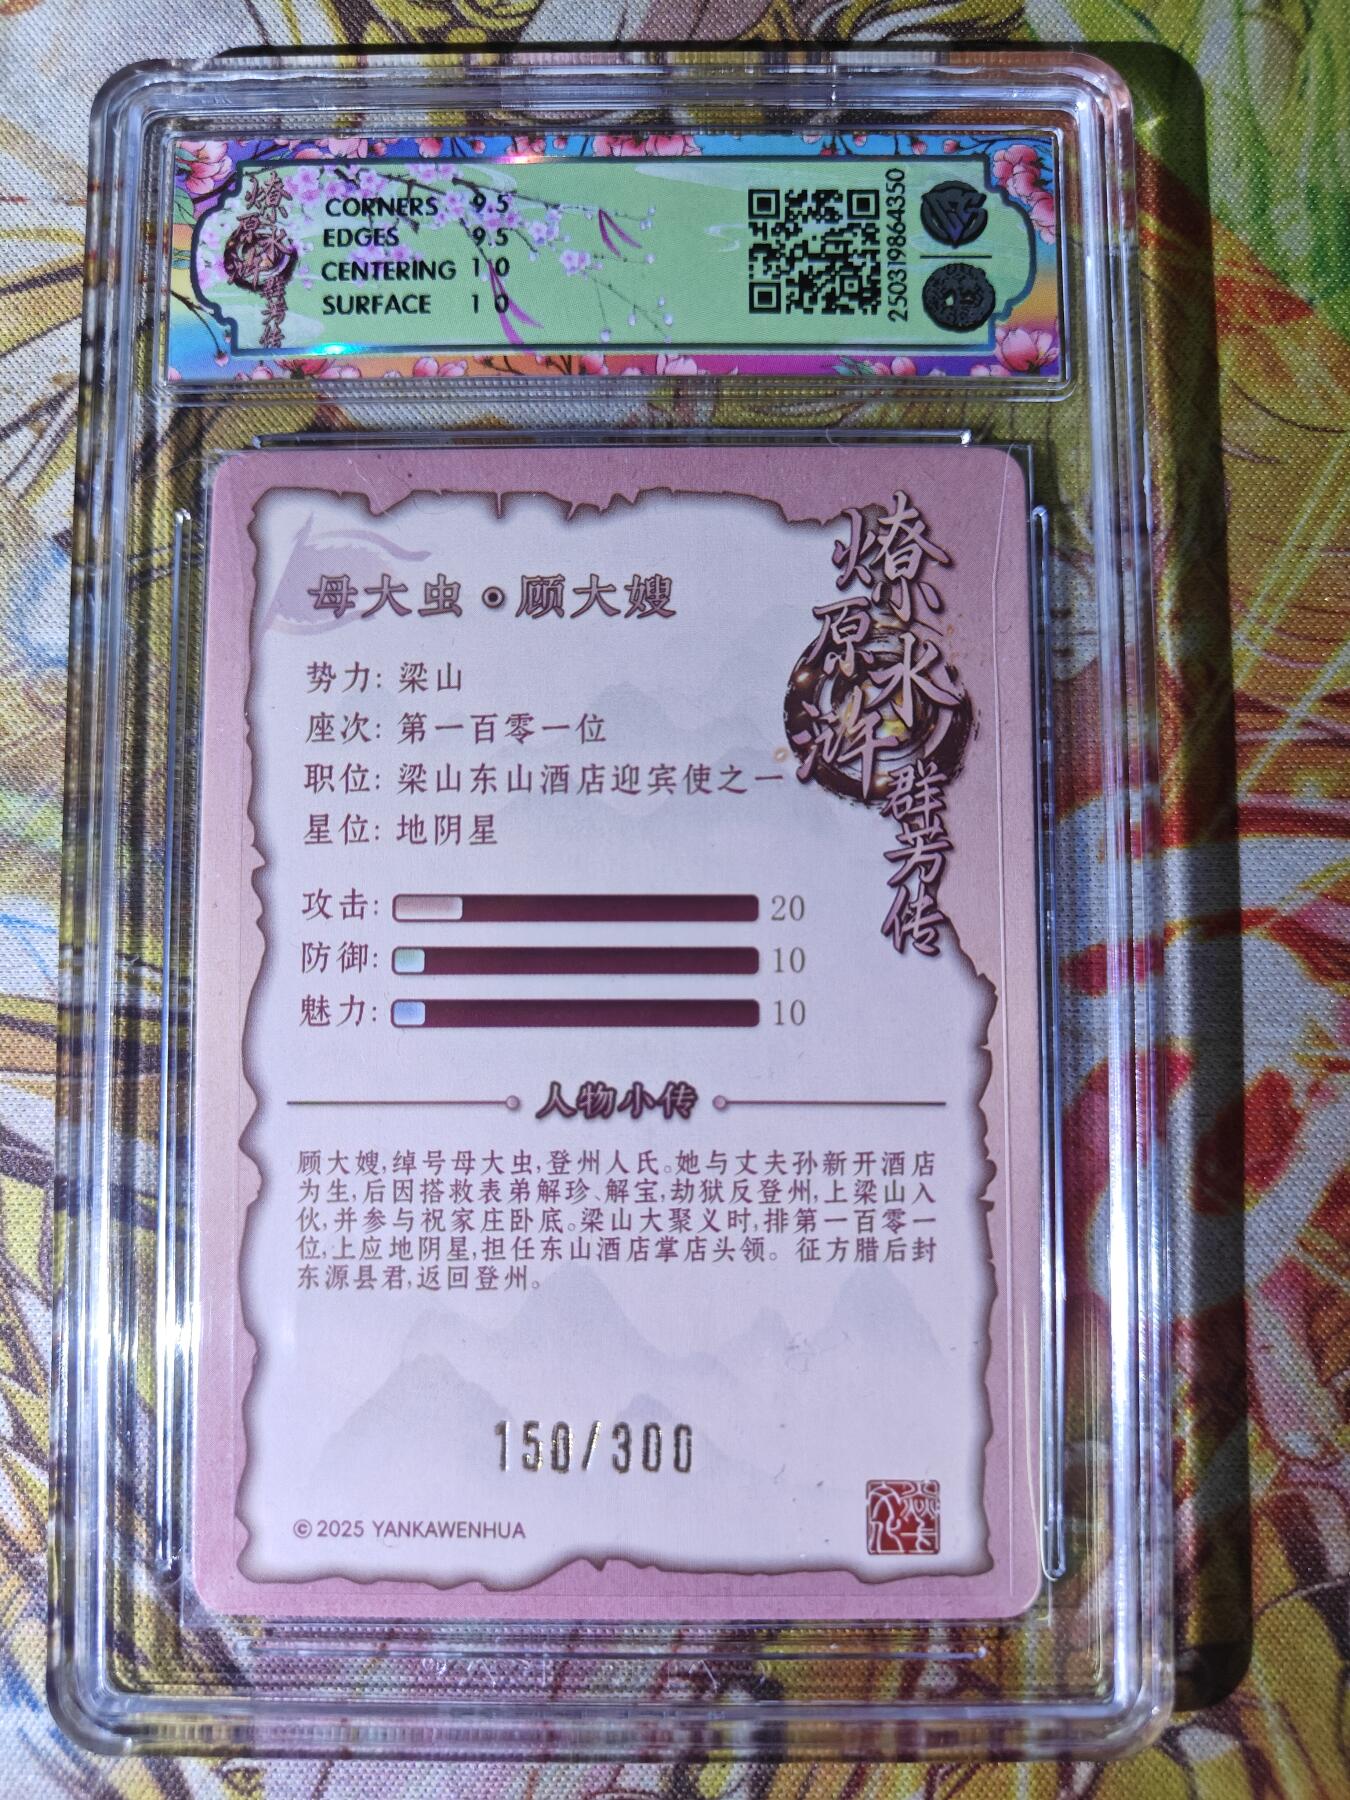 燎原水浒群芳传
CORNERS 9.5
EDGES 9.5
CENTERING 10
SURFACE 10
250319864350
燎原水浒
群芳传
母大虫·顾大嫂
势力: 梁山
座次: 第一百零一位
职位: 梁山东山酒店迎宾使之一
星位: 地阴星
攻击: 20
防御: 10
魅力: 10
人物小传
顾大嫂,绰号母大虫,登州人氏。她与丈夫孙新开酒店
为生,后因搭救表弟解珍、解宝,劫狱反登州,上梁山入
伙,并参与祝家庄卧底。梁山大聚义时,排第一百零一
位,上应地阴星,担任东山酒店掌店头领。征方腊后封
东源县君,返回登州。
150/300
© 2025 YANKAWENHUA